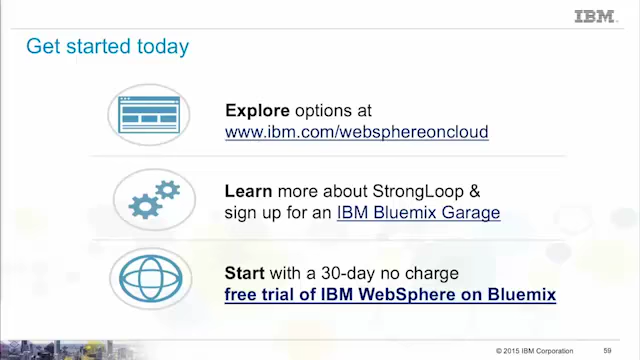 IBM
Get started today
Explore options at
www.ibm.com/websphereoncloud
Learn more about StrongLoop &
sign up for an IBM Bluemix Garage
Start with a 30-day no charge
free trial of IBM WebSphere on Bluemix
© 2015 IBM Corporation 59